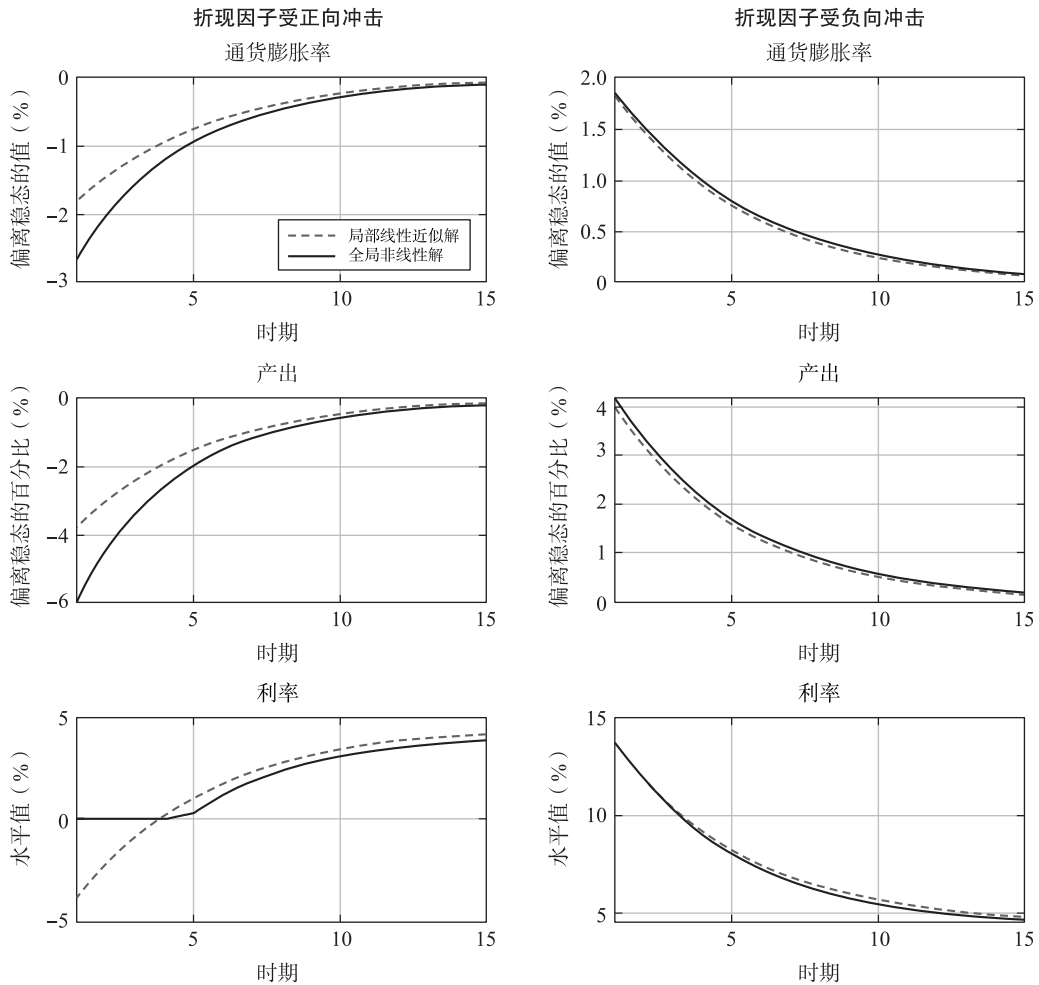 折现因子受正向冲击
通货膨胀率
偏离稳态的值（%）
0
−1
−2
−3
局部线性近似解
全局非线性解
5
10
15
时期
产出
偏离稳态的百分比（%）
0
−2
−4
−6
5
10
15
时期
利率
水平值（%）
5
0
−5
5
10
15
时期
折现因子受负向冲击
通货膨胀率
偏离稳态的值（%）
2.0
1.5
1.0
0.5
0
5
10
15
时期
产出
偏离稳态的百分比（%）
4
3
2
1
0
5
10
15
时期
利率
水平值（%）
15
10
5
5
10
15
时期